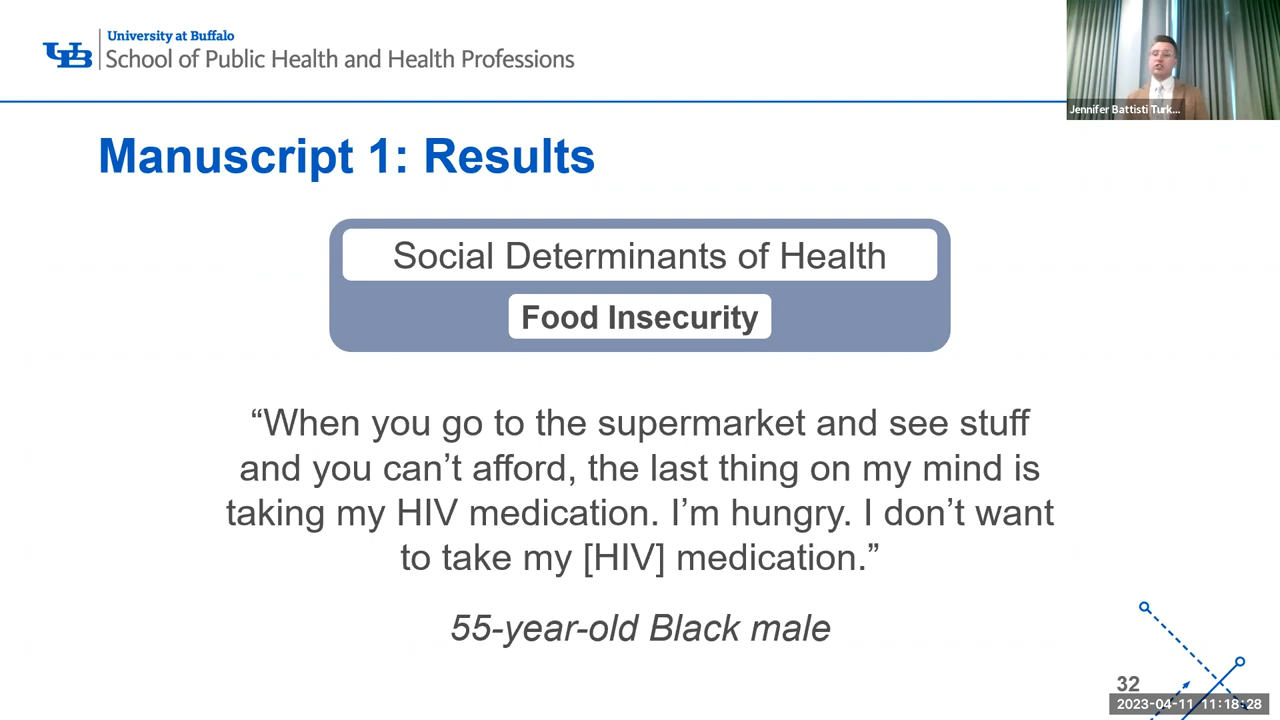 University at Buffalo
School of Public Health and Health Professions
Jennifer Battisti Turk...
Manuscript 1: Results
Social Determinants of Health
Food Insecurity
“When you go to the supermarket and see stuff
and you can’t afford, the last thing on my mind is
taking my HIV medication. I’m hungry. I don’t want
to take my [HIV] medication.”
55-year-old Black male
32
2023-04-11 11:18:28